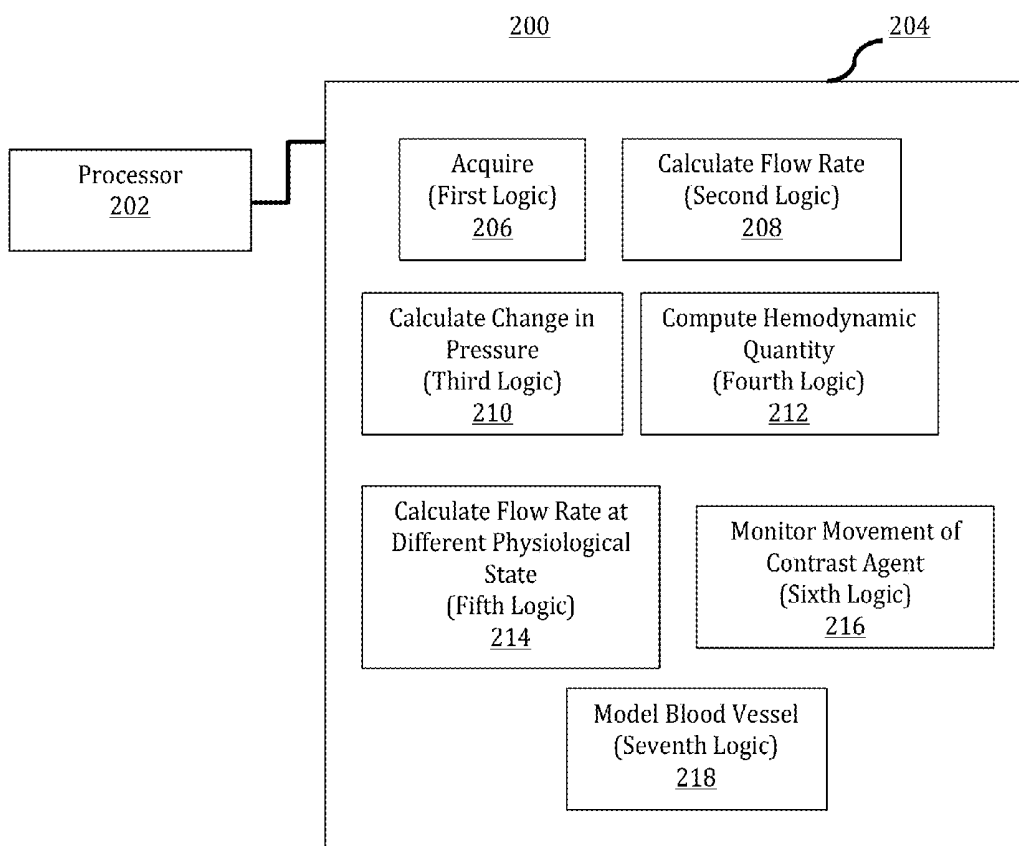 200
204
Processor
202
Acquire
(First Logic)
206
Calculate Flow Rate
(Second Logic)
208
Calculate Change in
Pressure
(Third Logic)
210
Compute Hemodynamic
Quantity
(Fourth Logic)
212
Calculate Flow Rate at
Different Physiological
State
(Fifth Logic)
214
Monitor Movement of
Contrast Agent
(Sixth Logic)
216
Model Blood Vessel
(Seventh Logic)
218